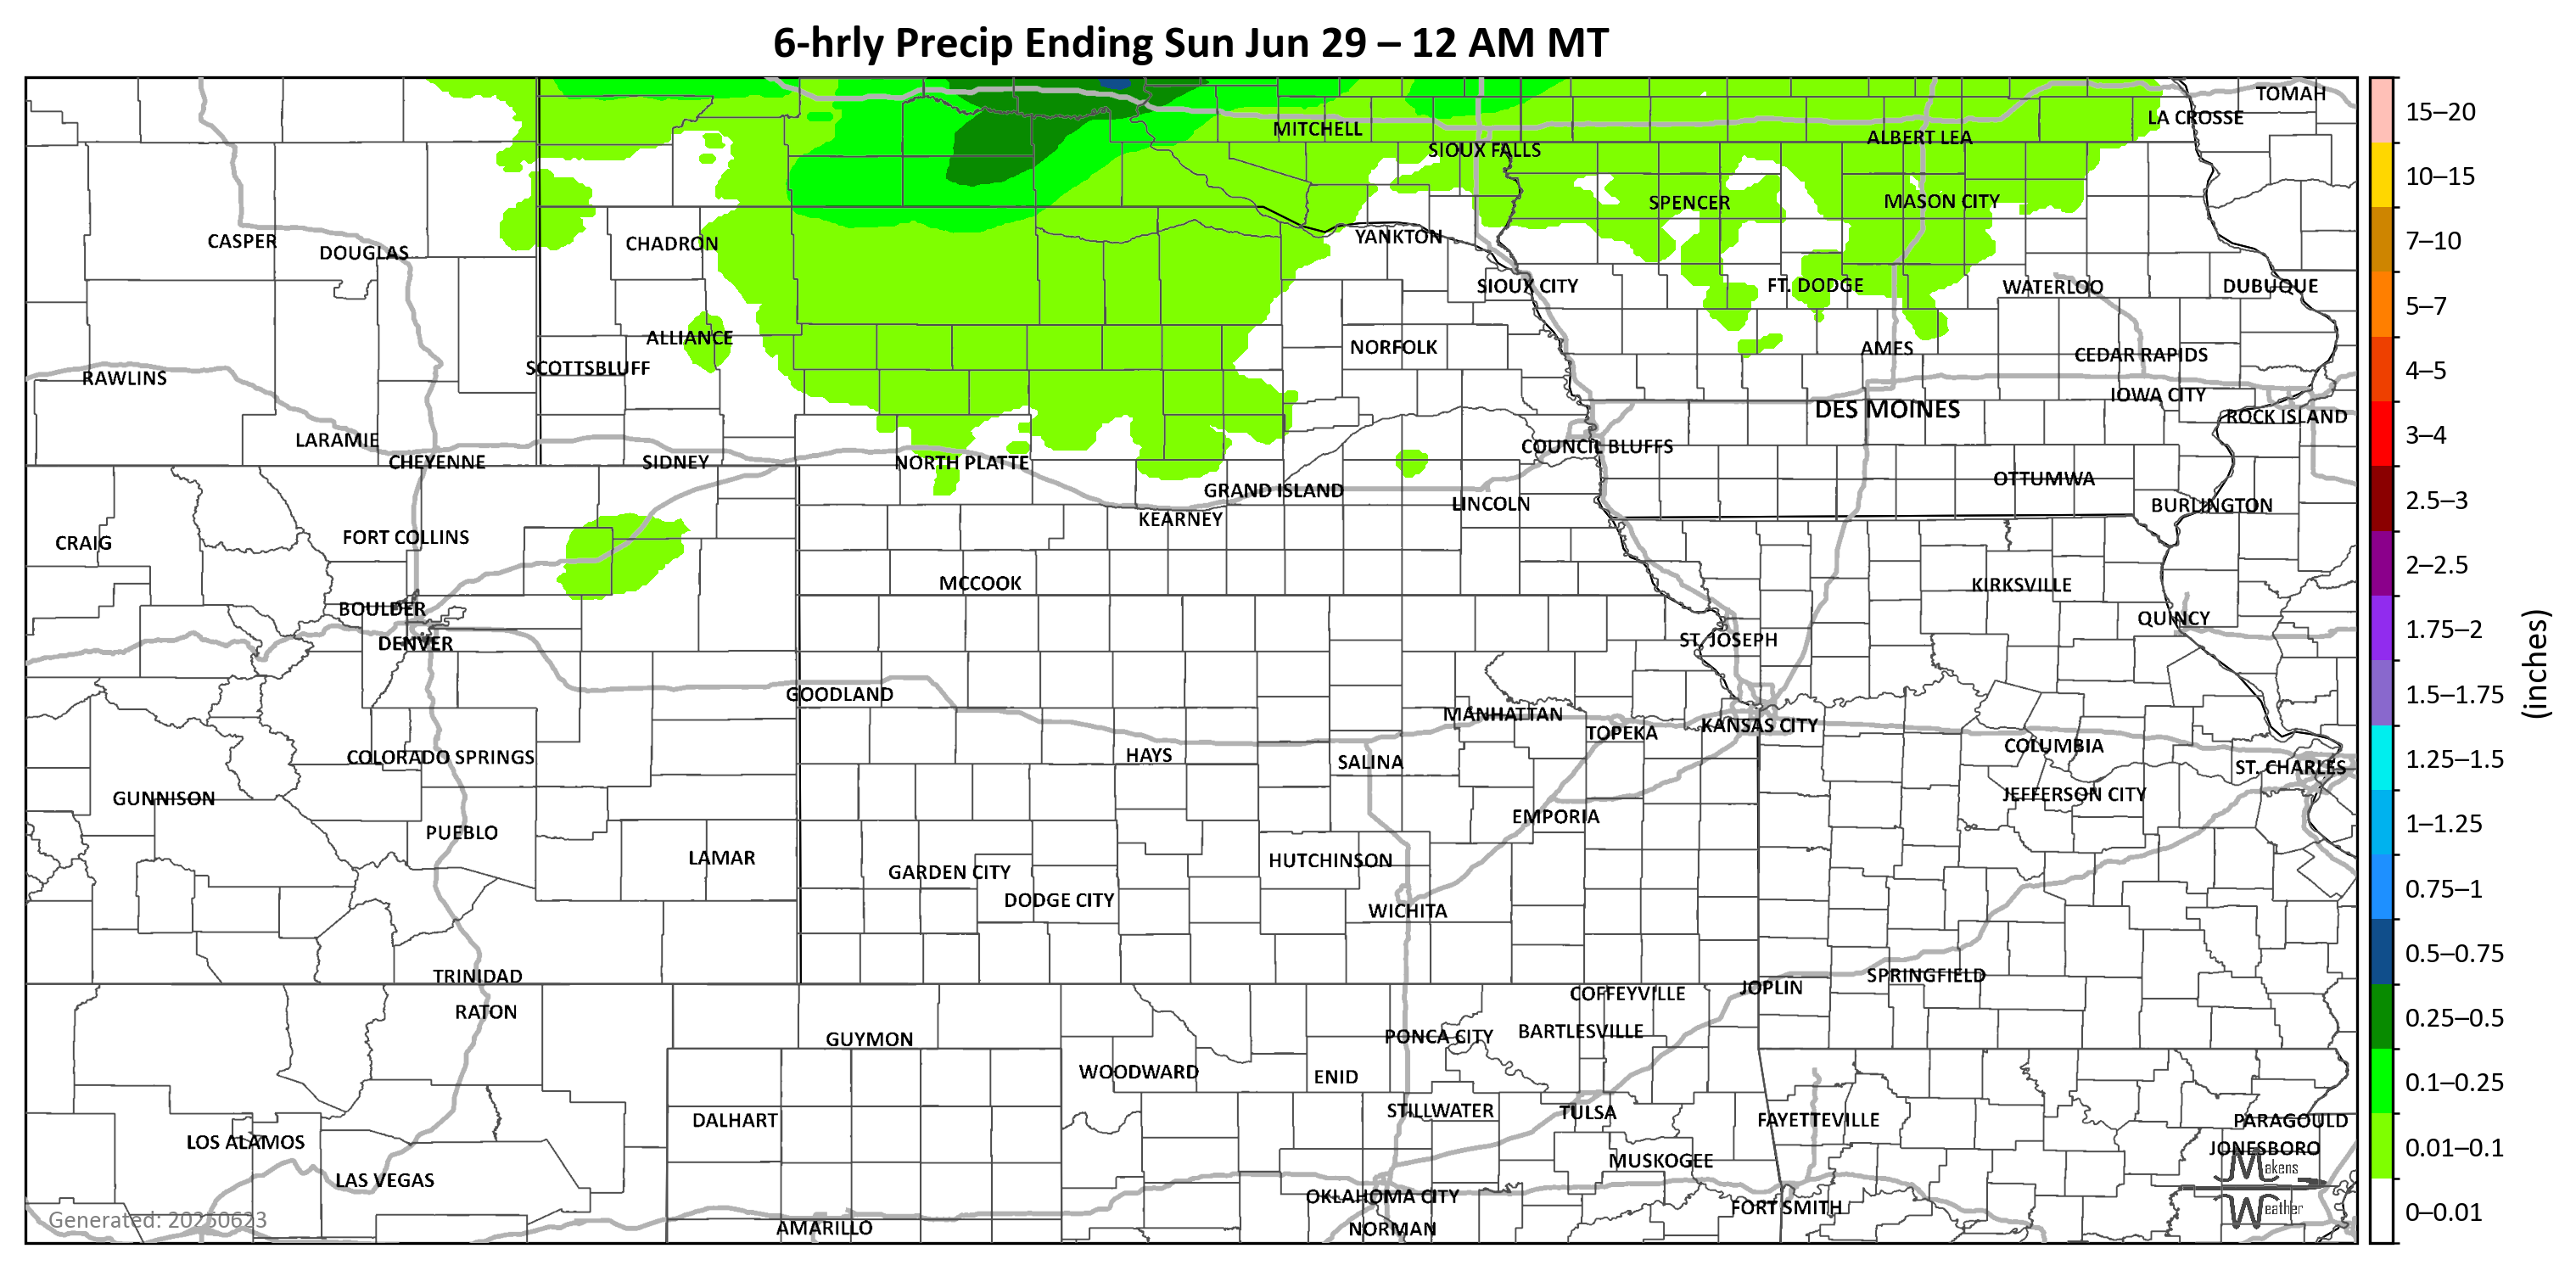 6-hrly Precip Ending Sun Jun 29 – 12 AM MT
TOMAH
LA CROSSE
MITCHELL
ALBERT LEA
SIOUX FALLS
SPENCER
MASON CITY
CASPER
DOUGLAS
CHADRON
YANKTON
SIOUX CITY
FT. DODGE
WATERLOO
DUBUQUE
ALLIANCE
NORFOLK
AMES
CEDAR RAPIDS
SCOTTSBLUFF
RAWLINS
IOWA CITY
DES MOINES
ROCK ISLAND
LARAMIE
COUNCIL BLUFFS
CHEYENNE
SIDNEY
NORTH PLATTE
OTTUMWA
GRAND ISLAND
LINCOLN
BURLINGTON
KEARNEY
FORT COLLINS
CRAIG
MCCOOK
KIRKSVILLE
BOULDER
QUINCY
DENVER
ST. JOSEPH
GOODLAND
MANHATTAN
TOPEKA
KANSAS CITY
COLUMBIA
COLORADO SPRINGS
HAYS
SALINA
ST. CHARLES
GUNNISON
JEFFERSON CITY
EMPORIA
PUEBLO
LAMAR
HUTCHINSON
GARDEN CITY
DODGE CITY
WICHITA
TRINIDAD
SPRINGFIELD
JOPLIN
COFFEYVILLE
RATON
GUYMON
PONCA CITY
BARTLESVILLE
WOODWARD
ENID
DALHART
STILLWATER
TULSA
FAYETTEVILLE
PARAGOULD
LOS ALAMOS
JONESBORO
MUSKOGEE
LAS VEGAS
OKLAHOMA CITY
FORT SMITH
AMARILLO
NORMAN
Generated: 20250623
Makens
Weather
15–20
10–15
7–10
5–7
4–5
3–4
2.5–3
2–2.5
1.75–2
1.5–1.75
1.25–1.5
1–1.25
0.75–1
0.5–0.75
0.25–0.5
0.1–0.25
0.01–0.1
0–0.01
(inches)